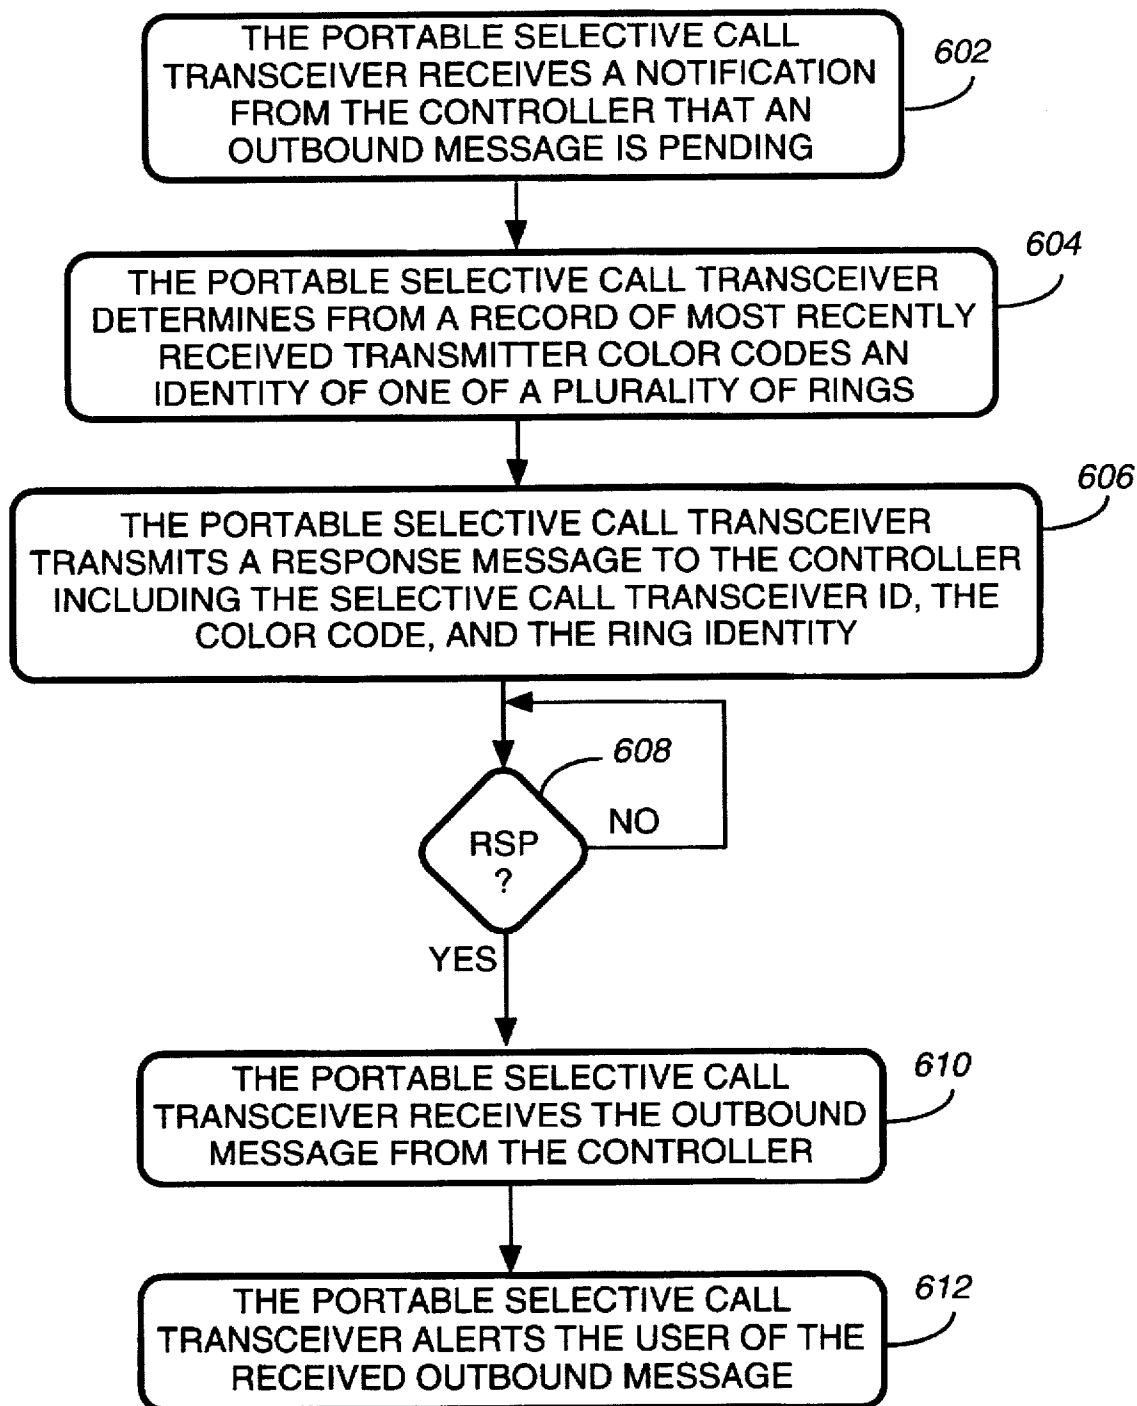 THE PORTABLE SELECTIVE CALL
TRANSCEIVER RECEIVES A NOTIFICATION
FROM THE CONTROLLER THAT AN
OUTBOUND MESSAGE IS PENDING
602
THE PORTABLE SELECTIVE CALL TRANSCEIVER
DETERMINES FROM A RECORD OF MOST RECENTLY
RECEIVED TRANSMITTER COLOR CODES AN
IDENTITY OF ONE OF A PLURALITY OF RINGS
604
THE PORTABLE SELECTIVE CALL TRANSCEIVER
TRANSMITS A RESPONSE MESSAGE TO THE CONTROLLER
INCLUDING THE SELECTIVE CALL TRANSCEIVER ID, THE
COLOR CODE, AND THE RING IDENTITY
606
608
RSP
?
NO
YES
THE PORTABLE SELECTIVE CALL
TRANSCEIVER RECEIVES THE OUTBOUND
MESSAGE FROM THE CONTROLLER
610
THE PORTABLE SELECTIVE CALL
TRANSCEIVER ALERTS THE USER OF THE
RECEIVED OUTBOUND MESSAGE
612